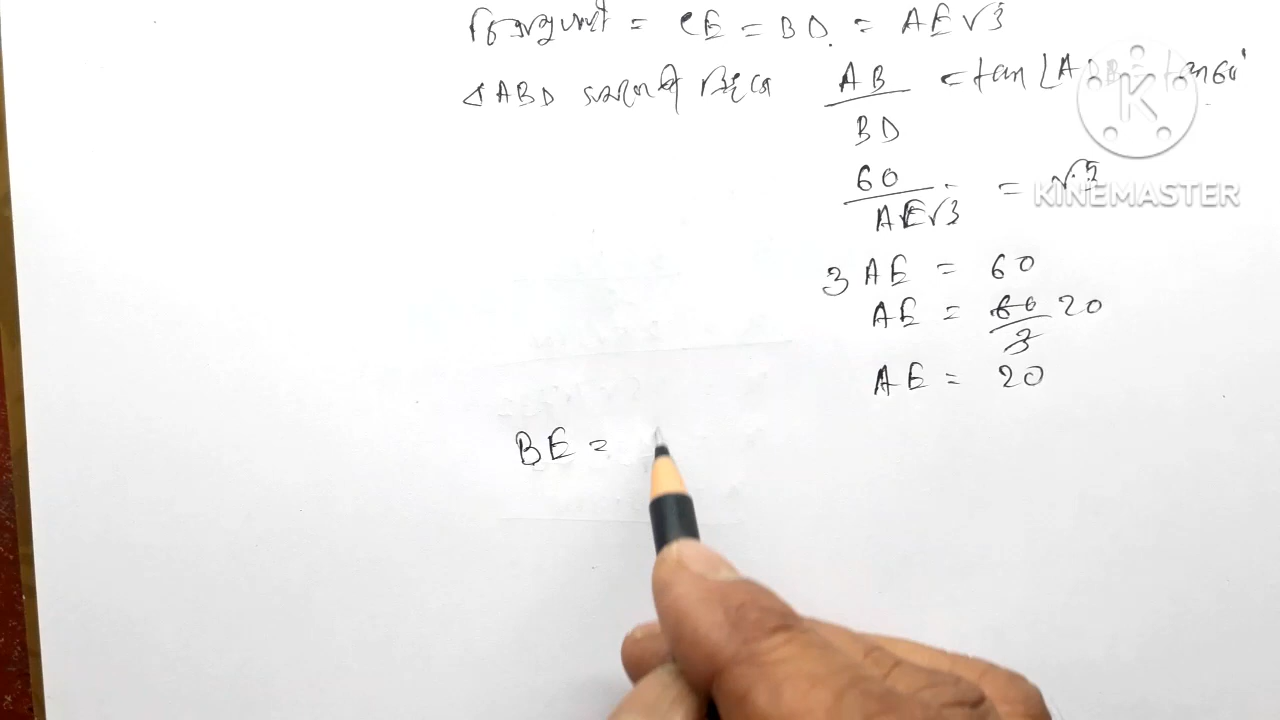 = CE = BD = AE√3
△ABD
AB/BD = tan∠ADB = tan60°
60/AE√3 = √3
3AE = 60
AE = 60/3 20
AE = 20
BE =
KINEMASTER